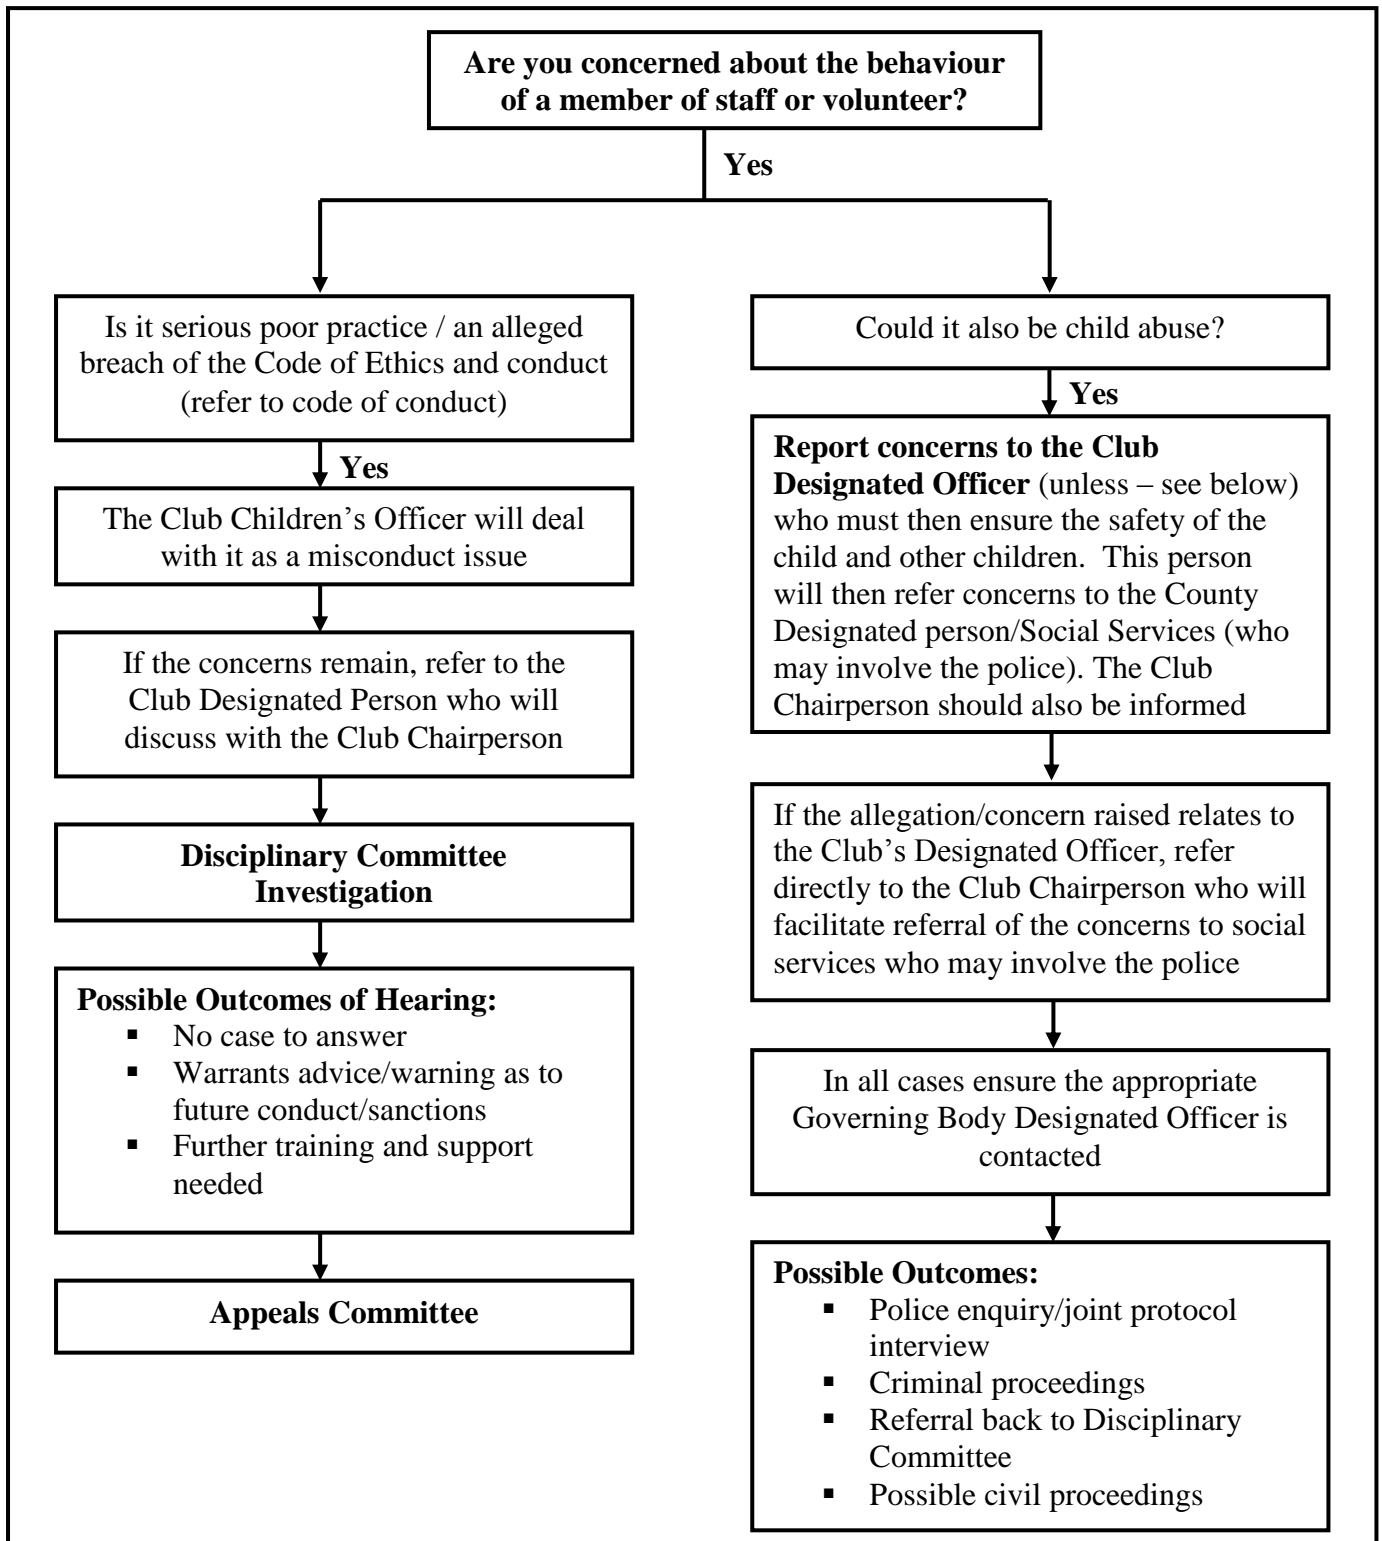 Are you concerned about the behaviour
of a member of staff or volunteer?
Yes
Is it serious poor practice / an alleged
breach of the Code of Ethics and conduct
(refer to code of conduct)
Yes
The Club Children’s Officer will deal
with it as a misconduct issue
If the concerns remain, refer to the
Club Designated Person who will
discuss with the Club Chairperson
Disciplinary Committee
Investigation
Possible Outcomes of Hearing:
▪ No case to answer
▪ Warrants advice/warning as to
future conduct/sanctions
▪ Further training and support
needed
Appeals Committee
Could it also be child abuse?
Yes
Report concerns to the Club
Designated Officer (unless – see below)
who must then ensure the safety of the
child and other children.  This person
will then refer concerns to the County
Designated person/Social Services (who
may involve the police). The Club
Chairperson should also be informed
If the allegation/concern raised relates to
the Club’s Designated Officer, refer
directly to the Club Chairperson who will
facilitate referral of the concerns to social
services who may involve the police
In all cases ensure the appropriate
Governing Body Designated Officer is
contacted
Possible Outcomes:
▪ Police enquiry/joint protocol
interview
▪ Criminal proceedings
▪ Referral back to Disciplinary
Committee
▪ Possible civil proceedings